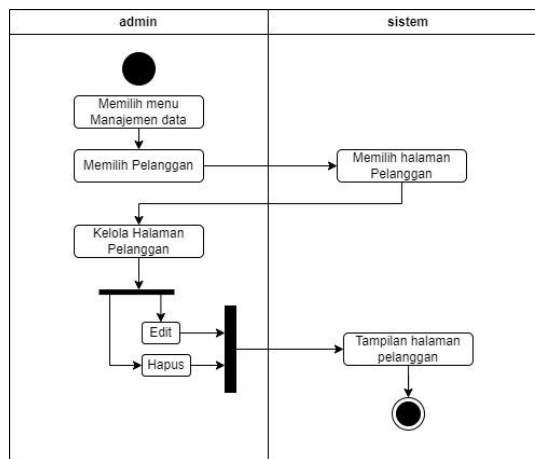 admin
sistem
Memilih menu
Manajemen data
Memilih Pelanggan
Memilih halaman
Pelanggan
Kelola Halaman
Pelanggan
Edit
Hapus
Tampilan halaman
pelanggan